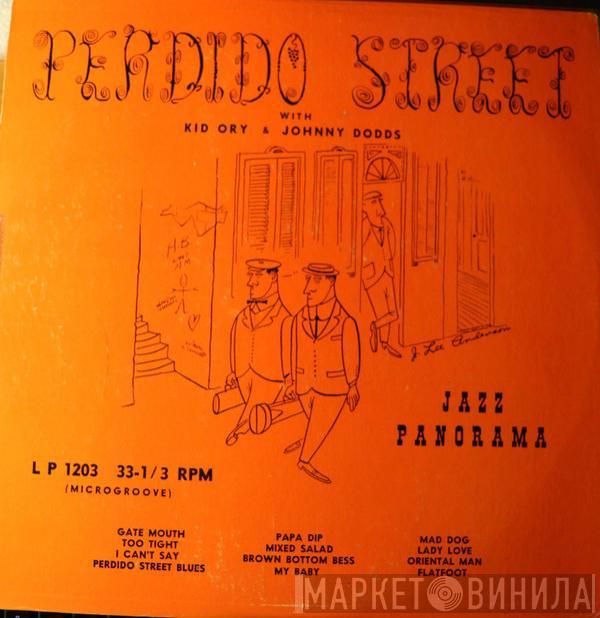 PERDIDO STREET
WITH
KID ORY & JOHNNY DODDS
H.B.
J. Lee Anderson
JAZZ
PANORAMA
L P 1203 33-1/3 RPM
(MICROGROOVE)
GATE MOUTH
TOO TIGHT
I CAN'T SAY
PERDIDO STREET BLUES
PAPA DIP
MIXED SALAD
BROWN BOTTOM BESS
MY BABY
MAD DOG
LADY LOVE
ORIENTAL MAN
FLATFOOT
МАРКЕТ ВИНИЛА